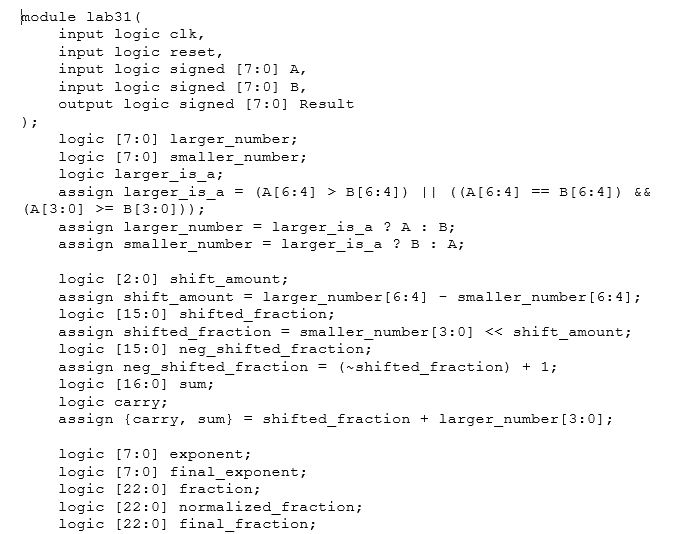 module lab31(
    input logic clk,
    input logic reset,
    input logic signed [7:0] A,
    input logic signed [7:0] B,
    output logic signed [7:0] Result
);
    logic [7:0] larger_number;
    logic [7:0] smaller_number;
    logic larger_is_a;
    assign larger_is_a = (A[6:4] > B[6:4]) || ((A[6:4] == B[6:4]) &&
(A[3:0] >= B[3:0]));
    assign larger_number = larger_is_a ? A : B;
    assign smaller_number = larger_is_a ? B : A;

    logic [2:0] shift_amount;
    assign shift_amount = larger_number[6:4] - smaller_number[6:4];
    logic [15:0] shifted_fraction;
    assign shifted_fraction = smaller_number[3:0] << shift_amount;
    logic [15:0] neg_shifted_fraction;
    assign neg_shifted_fraction = (~shifted_fraction) + 1;
    logic [16:0] sum;
    logic carry;
    assign {carry, sum} = shifted_fraction + larger_number[3:0];

    logic [7:0] exponent;
    logic [7:0] final_exponent;
    logic [22:0] fraction;
    logic [22:0] normalized_fraction;
    logic [22:0] final_fraction;